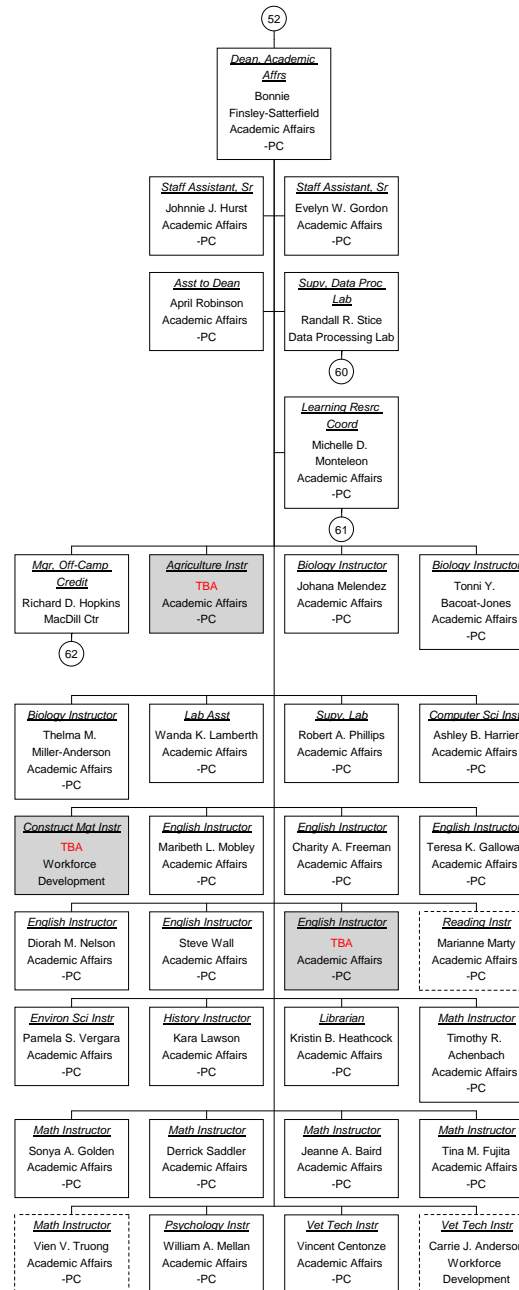 52
Dean, Academic
Affrs
Bonnie
Finsley-Satterfield
Academic Affairs
-PC
Staff Assistant, Sr
Johnnie J. Hurst
Academic Affairs
-PC
Staff Assistant, Sr
Evelyn W. Gordon
Academic Affairs
-PC
Asst to Dean
April Robinson
Academic Affairs
-PC
Supv, Data Proc
Lab
Randall R. Stice
Data Processing Lab
60
Learning Resrc
Coord
Michelle D.
Monteleon
Academic Affairs
-PC
61
Mgr, Off-Camp
Credit
Richard D. Hopkins
MacDill Ctr
62
Agriculture Instr
TBA
Academic Affairs
-PC
Biology Instructor
Johana Melendez
Academic Affairs
-PC
Biology Instructor
Tonni Y.
Bacoat-Jones
Academic Affairs
-PC
Biology Instructor
Thelma M.
Miller-Anderson
Academic Affairs
-PC
Lab Asst
Wanda K. Lamberth
Academic Affairs
-PC
Supv, Lab
Robert A. Phillips
Academic Affairs
-PC
Computer Sci Inst
Ashley B. Harrier
Academic Affairs
-PC
Construct Mgt Instr
TBA
Workforce
Development
English Instructor
Maribeth L. Mobley
Academic Affairs
-PC
English Instructor
Charity A. Freeman
Academic Affairs
-PC
English Instructor
Teresa K. Gallowa
Academic Affairs
-PC
English Instructor
Diorah M. Nelson
Academic Affairs
-PC
English Instructor
Steve Wall
Academic Affairs
-PC
English Instructor
TBA
Academic Affairs
-PC
Reading Instr
Marianne Marty
Academic Affairs
-PC
Environ Sci Instr
Pamela S. Vergara
Academic Affairs
-PC
History Instructor
Kara Lawson
Academic Affairs
-PC
Librarian
Kristin B. Heathcock
Academic Affairs
-PC
Math Instructor
Timothy R.
Achenbach
Academic Affairs
-PC
Math Instructor
Sonya A. Golden
Academic Affairs
-PC
Math Instructor
Derrick Saddler
Academic Affairs
-PC
Math Instructor
Jeanne A. Baird
Academic Affairs
-PC
Math Instructor
Tina M. Fujita
Academic Affairs
-PC
Math Instructor
Vien V. Truong
Academic Affairs
-PC
Psychology Instr
William A. Mellan
Academic Affairs
-PC
Vet Tech Instr
Vincent Centonze
Academic Affairs
-PC
Vet Tech Instr
Carrie J. Anderson
Workforce
Development